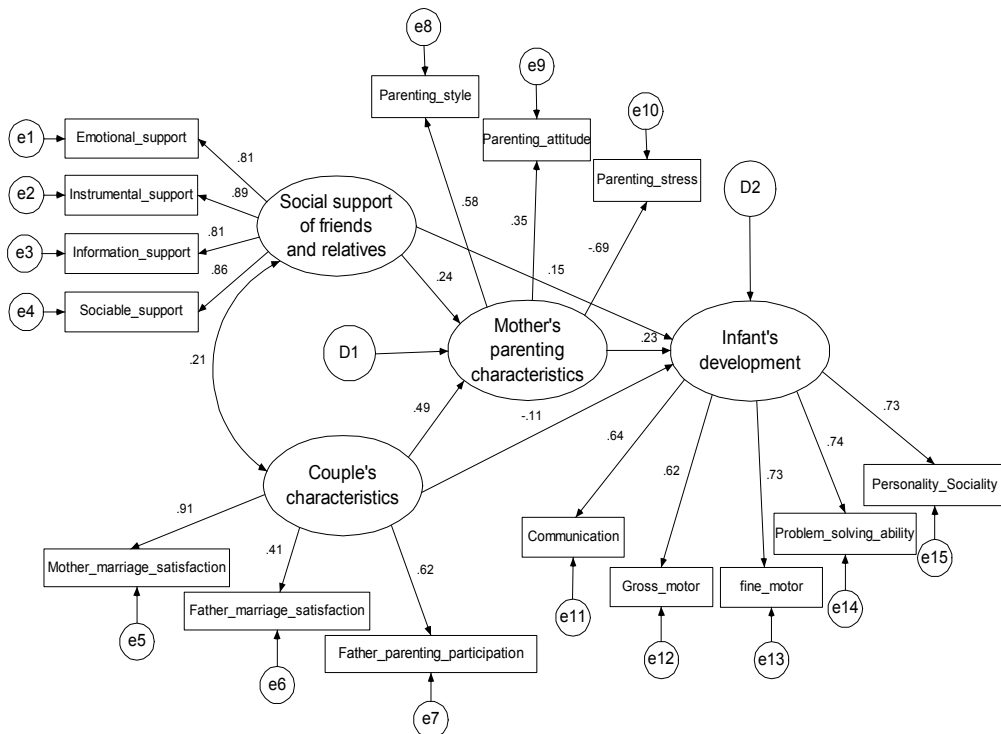 e8
Parenting_style
e9
Parenting_attitude
e10
Parenting_stress
e1
Emotional_support
e2
Instrumental_support
e3
Information_support
e4
Sociable_support
.81
.89
.81
.86
Social support
of friends
and relatives
.58
.35
-.69
D2
.15
.24
.21
D1
Mother's
parenting
characteristics
.23
Infant's
development
.49
-.11
Couple's
characteristics
.64
.62
.73
.74
.73
.91
.41
.62
Mother_marriage_satisfaction
Father_marriage_satisfaction
Father_parenting_participation
e5
e6
e7
Communication
Gross_motor
fine_motor
Problem_solving_ability
Personality_Sociality
e11
e12
e13
e14
e15